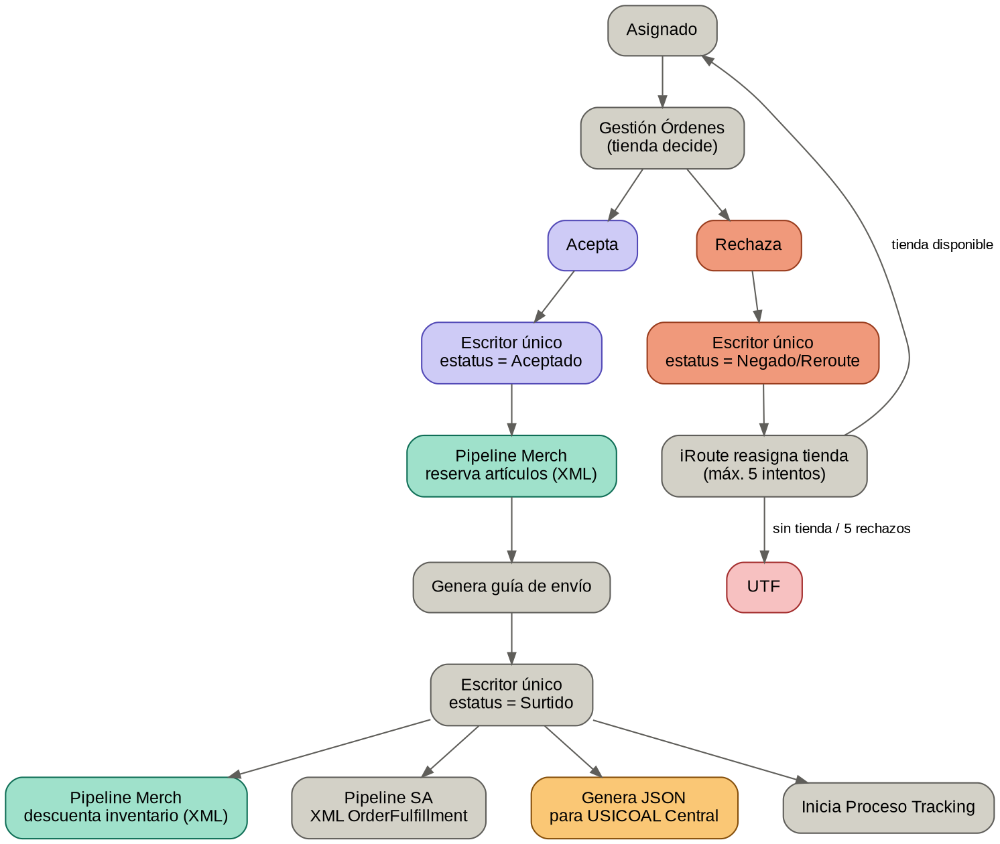 Asignado
Gestión Órdenes
(tienda decide)
Acepta
Rechaza
tienda disponible
Escritor único
estatus = Aceptado
Escritor único
estatus = Negado/Reroute
Pipeline Merch
reserva artículos (XML)
iRoute reasigna tienda
(máx. 5 intentos)
sin tienda / 5 rechazos
Genera guía de envío
UTF
Escritor único
estatus = Surtido
Pipeline Merch
descuenta inventario (XML)
Pipeline SA
XML OrderFulfillment
Genera JSON
para USICOAL Central
Inicia Proceso Tracking